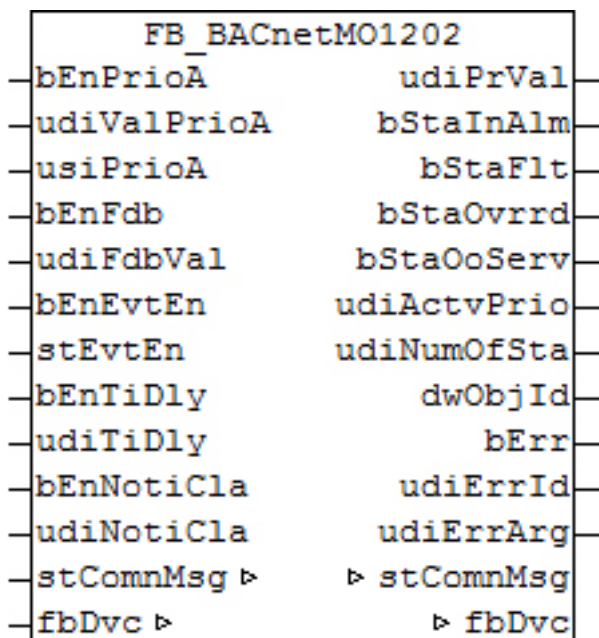 FB_BACnetMO1202
bEnPrioA udiPrVal
udiValPrioA bStaInAlm
usiPrioA bStaFlt
bEnFdb bStaOvrrd
udiFdbVal bStaOoServ
bEnEvtEn udiActvPrio
stEvtEn udiNumOfSta
bEnTiDly dwObjId
udiTiDly bErr
bEnNotiCla udiErrId
udiNotiCla udiErrArg
stComnMsg ▹ ▹ stComnMsg
fbDvc ▹ ▹ fbDvc